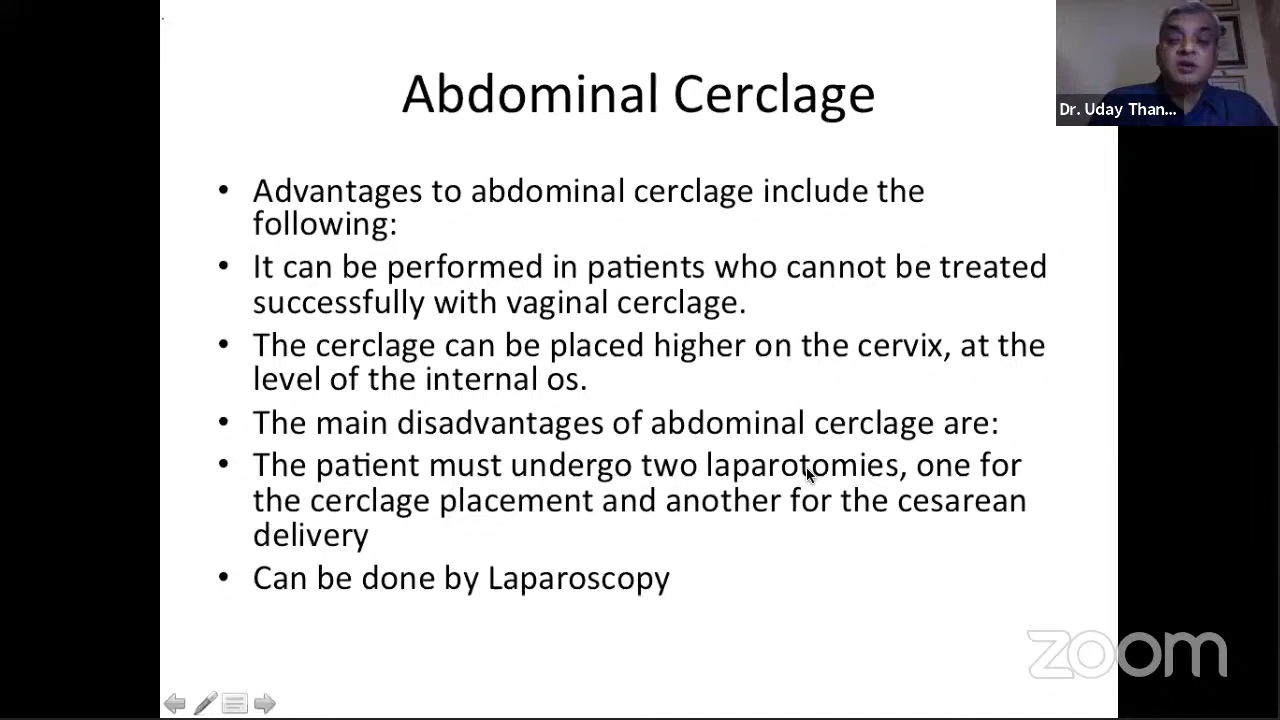 Abdominal Cerclage
Dr. Uday Than...
• Advantages to abdominal cerclage include the
following:
• It can be performed in patients who cannot be treated
successfully with vaginal cerclage.
• The cerclage can be placed higher on the cervix, at the
level of the internal os.
• The main disadvantages of abdominal cerclage are:
• The patient must undergo two laparotomies, one for
the cerclage placement and another for the cesarean
delivery
• Can be done by Laparoscopy
zoom